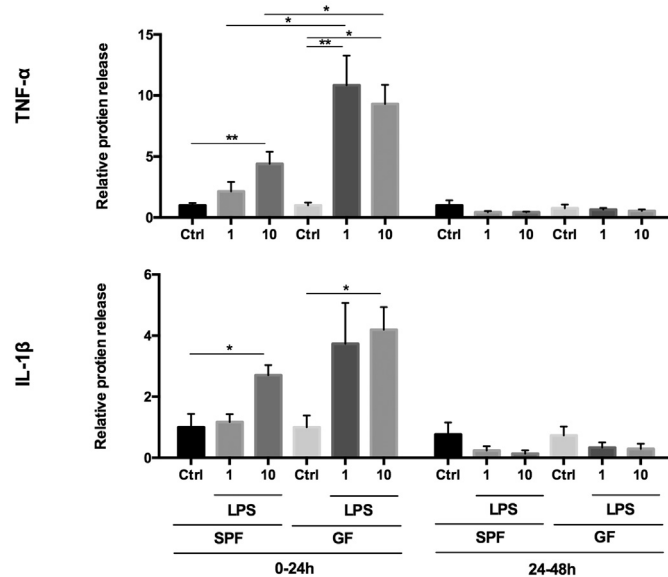 TNF-α
Relative protien release
15
10
5
0
* *
* *
** **
Ctrl 1 10 Ctrl 1 10 Ctrl 1 10 Ctrl 1 10
IL-1β
Relative protien release
6
4
2
0
* *
Ctrl 1 10 Ctrl 1 10 Ctrl 1 10 Ctrl 1 10
LPS LPS LPS LPS
SPF GF SPF GF
0-24h 24-48h